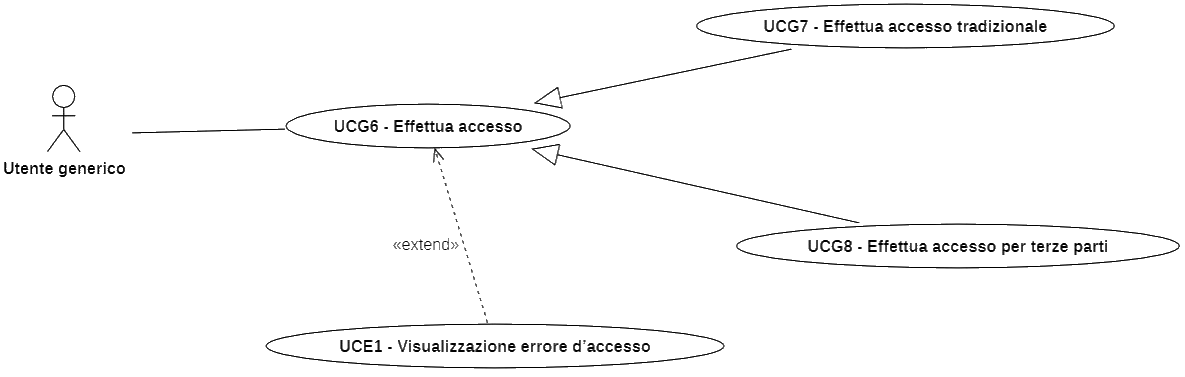 UCG7 - Effettua accesso tradizionale
UCG6 - Effettua accesso
Utente generico
«extend»
UCG8 - Effettua accesso per terze parti
UCE1 - Visualizzazione errore d’accesso